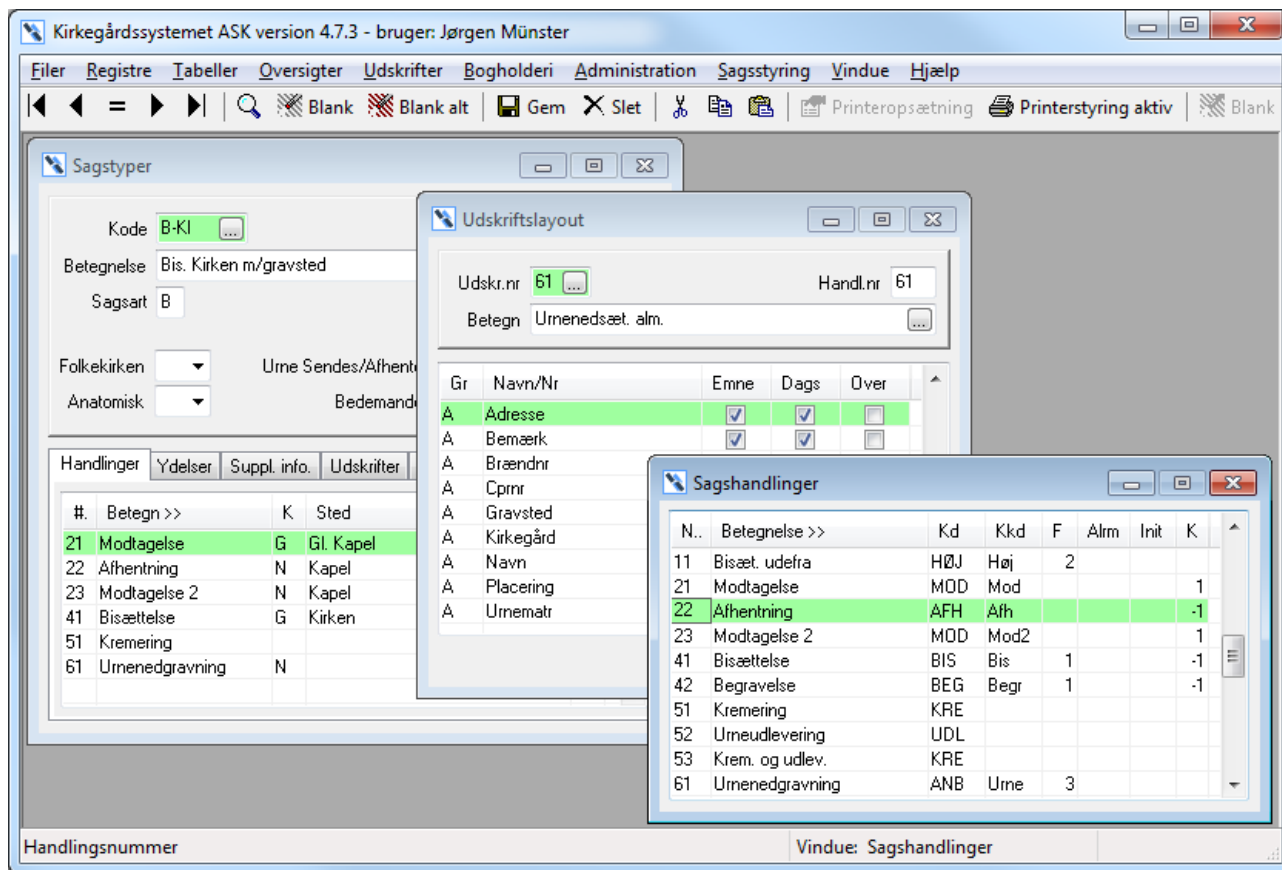 Kirkegårdssystemet ASK version 4.7.3 - bruger: Jørgen Münster
Filer Registre Tabeller Oversigter Udskrifter Bogholderi Administration Sagsstyring Vindue Hjælp
Blank Blank alt Gem Slet Printeropsætning Printerstyring aktiv Blank
Sagstyper
Kode B-KI ...
Betegnelse Bis. Kirken m/gravsted
Sagsart B
Folkekirken Urne Sendes/Afhent
Anatomisk Bedemand
Handlinger Ydelser Suppl. info. Udskrifter
#. Betegn >> K Sted
21 Modtagelse G Gl. Kapel
22 Afhentning N Kapel
23 Modtagelse 2 N Kapel
41 Bisættelse G Kirken
51 Kremering
61 Urnenedgravning N
Udskriftslayout
Udskr.nr 61 ... Handl.nr 61
Betegn Urnenedsæt. alm. ...
Gr Navn/Nr Emne Dags Over
A Adresse
A Bemærk
A Brændnr
A Cprnr
A Gravsted
A Kirkegård
A Navn
A Placering
A Urnematr
Sagshandlinger
N.. Betegnelse >> Kd Kkd F Alrm Init K
11 Bisæt. udefra HØJ Høj 2
21 Modtagelse MOD Mod 1
22 Afhentning AFH Afh -1
23 Modtagelse 2 MOD Mod2 1
41 Bisættelse BIS Bis 1 -1
42 Begravelse BEG Begr 1 -1
51 Kremering KRE
52 Urneudlevering UDL
53 Krem. og udlev. KRE
61 Urnenedgravning ANB Urne 3
Handlingsnummer Vindue: Sagshandlinger